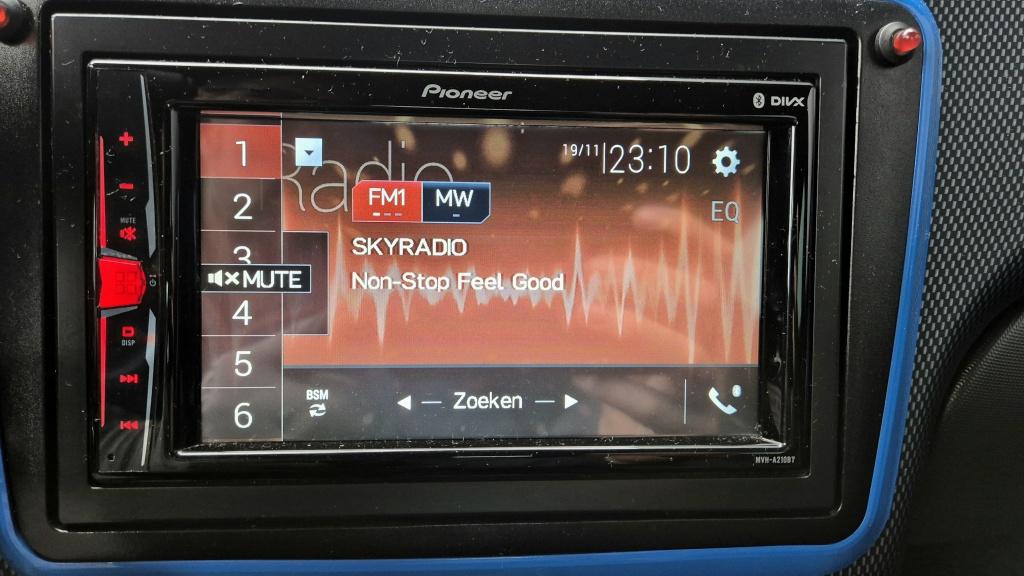 Pioneer
DIVX
Radio
19/11 23:10
FM1 MW
EQ
SKYRADIO
Non-Stop Feel Good
1
2
3
MUTE
4
5
6
BSM
Zoeken
+
-
MUTE
D
DISP
MVH-A210BT